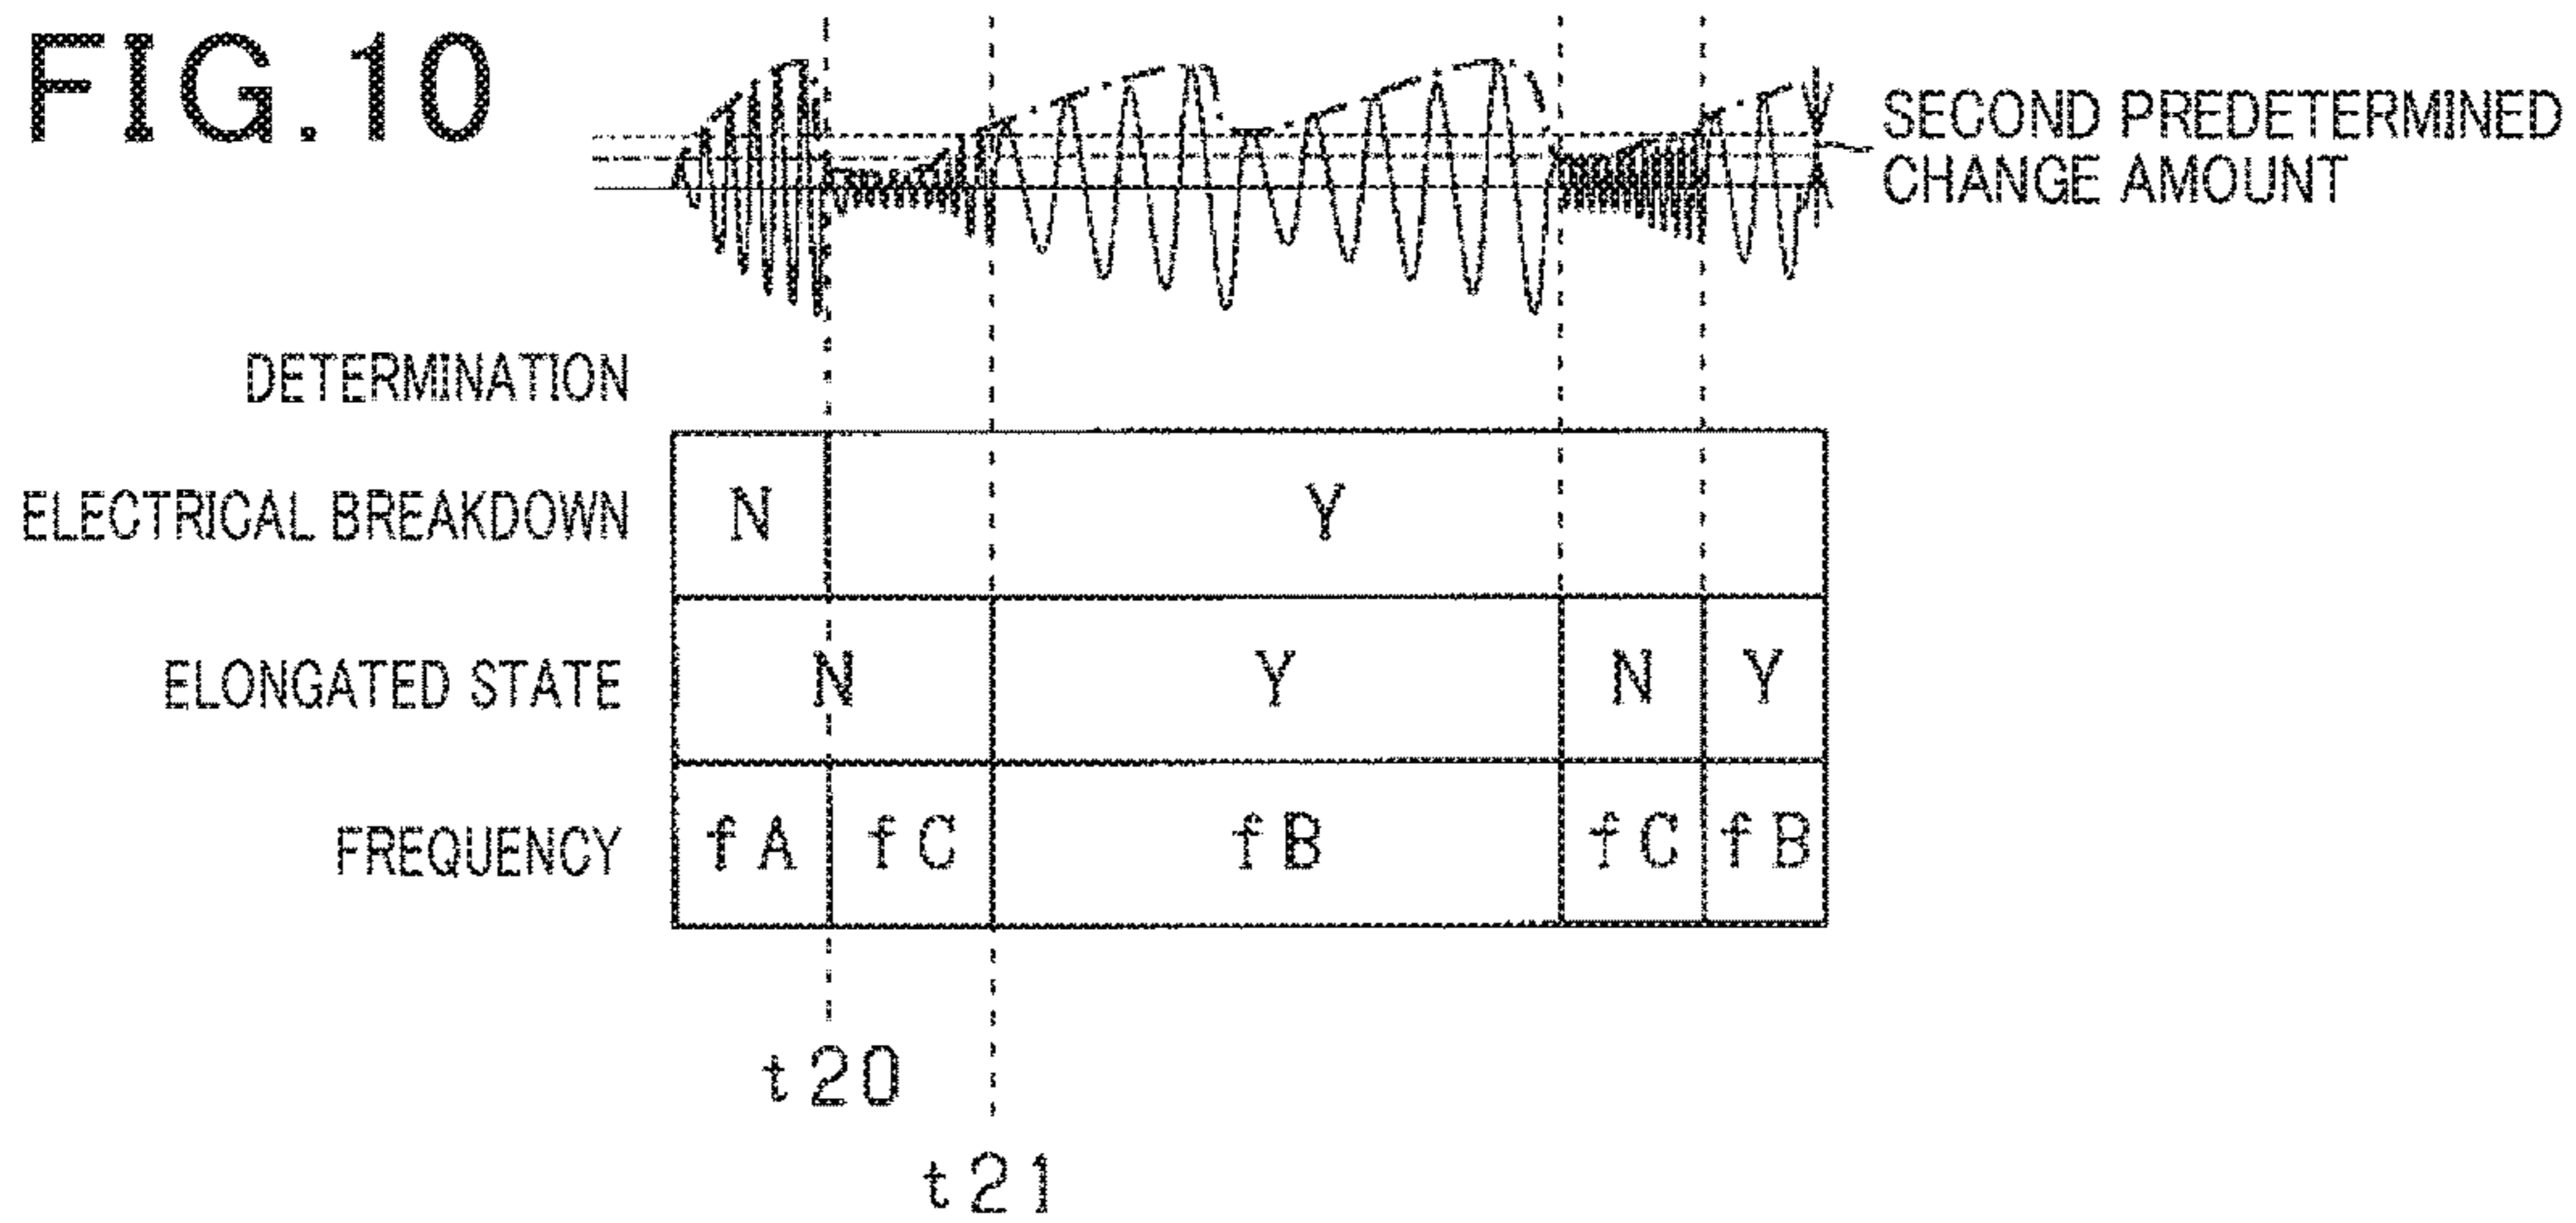 FIG.10
SECOND PREDETERMINED
CHANGE AMOUNT
DETERMINATION
ELECTRICAL BREAKDOWN N Y
ELONGATED STATE N Y N Y
FREQUENCY fA fC fB fC fB
t20
t21